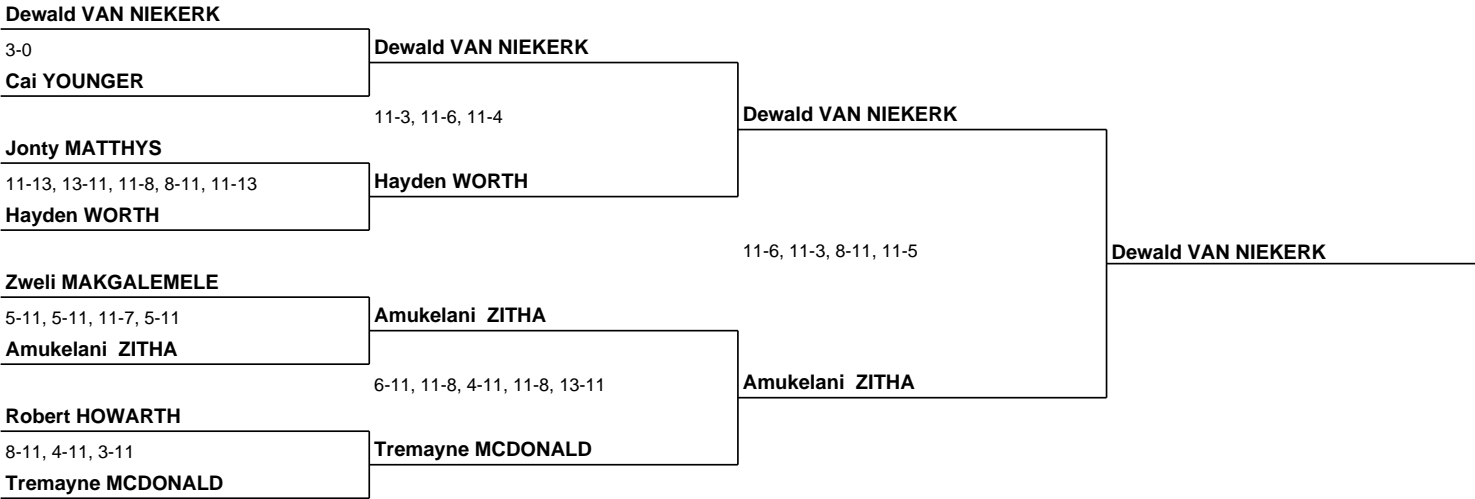 Dewald VAN NIEKERK
3-0
Cai YOUNGER
Dewald VAN NIEKERK
11-3, 11-6, 11-4
Jonty MATTHYS
11-13, 13-11, 11-8, 8-11, 11-13
Hayden WORTH
Hayden WORTH
Dewald VAN NIEKERK
11-6, 11-3, 8-11, 11-5
Dewald VAN NIEKERK
Zweli MAKGALEMELE
5-11, 5-11, 11-7, 5-11
Amukelani ZITHA
Amukelani ZITHA
6-11, 11-8, 4-11, 11-8, 13-11
Amukelani ZITHA
Robert HOWARTH
8-11, 4-11, 3-11
Tremayne MCDONALD
Tremayne MCDONALD